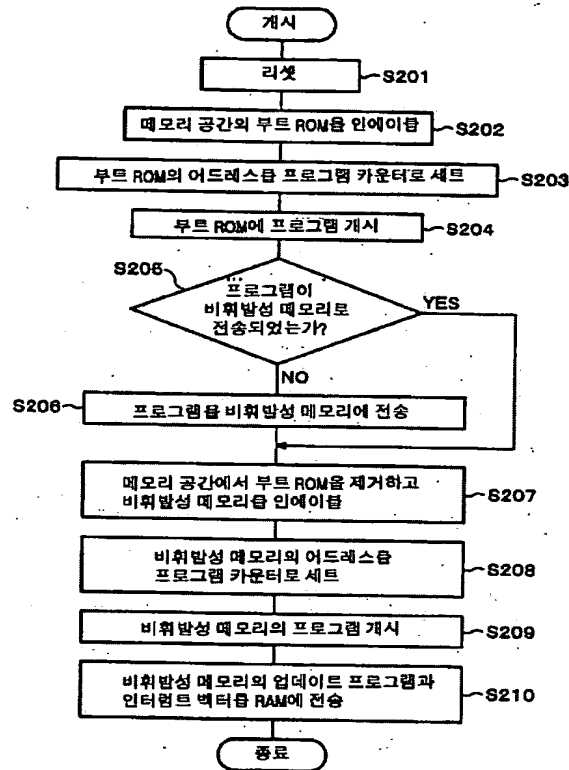 개시
리셋
S201
메모리 공간의 부트 ROM을 인에이블
S202
부트 ROM의 어드레스를 프로그램 카운터로 세트
S203
부트 ROM에 프로그램 개시
S204
S205
프로그램이
비휘발성 메모리로
전송되었는가?
YES
NO
S206
프로그램을 비휘발성 메모리에 전송
메모리 공간에서 부트 ROM을 제거하고
비휘발성 메모리를 인에이블
S207
비휘발성 메모리의 어드레스를
프로그램 카운터로 세트
S208
비휘발성 메모리의 프로그램 개시
S209
비휘발성 메모리의 업데이트 프로그램과
인터럽트 벡터를 RAM에 전송
S210
종료